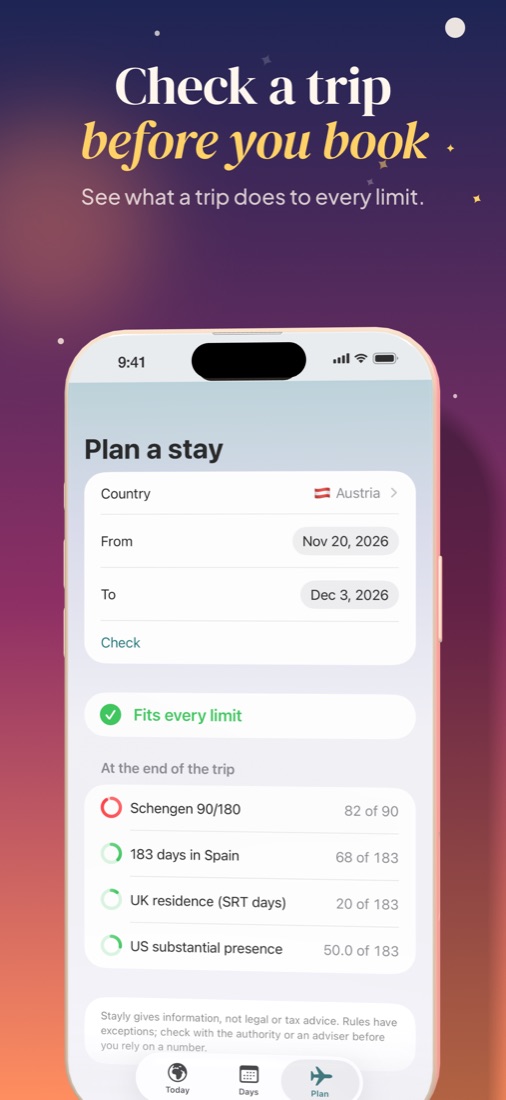 Check a trip
before you book
See what a trip does to every limit.
9:41
Plan a stay
Country Austria
From Nov 20, 2026
To Dec 3, 2026
Check
Fits every limit
At the end of the trip
Schengen 90/180 82 of 90
183 days in Spain 68 of 183
UK residence (SRT days) 20 of 183
US substantial presence 50.0 of 183
Stayly gives information, not legal or tax advice. Rules have
exceptions; check with the authority or an adviser before
you rely on a number.
Today Days Plan